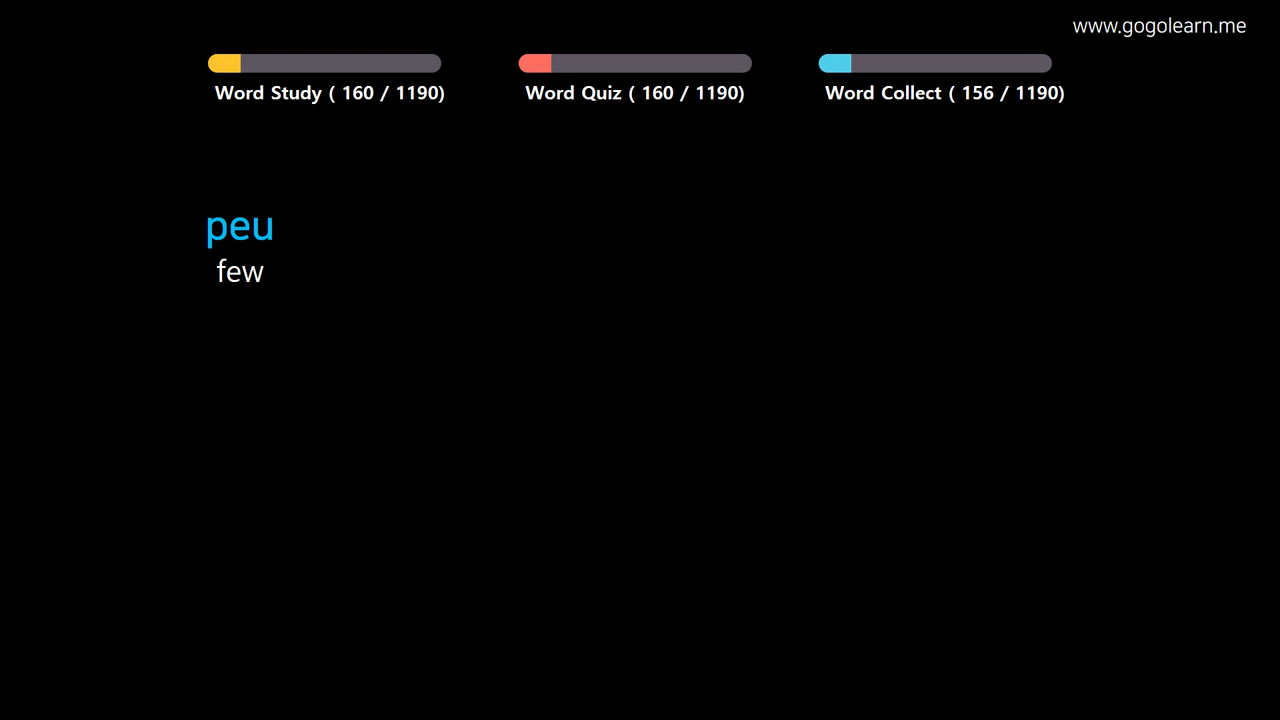 www.gogolearn.me
Word Study ( 160 / 1190)
Word Quiz ( 160 / 1190)
Word Collect ( 156 / 1190)
peu
few